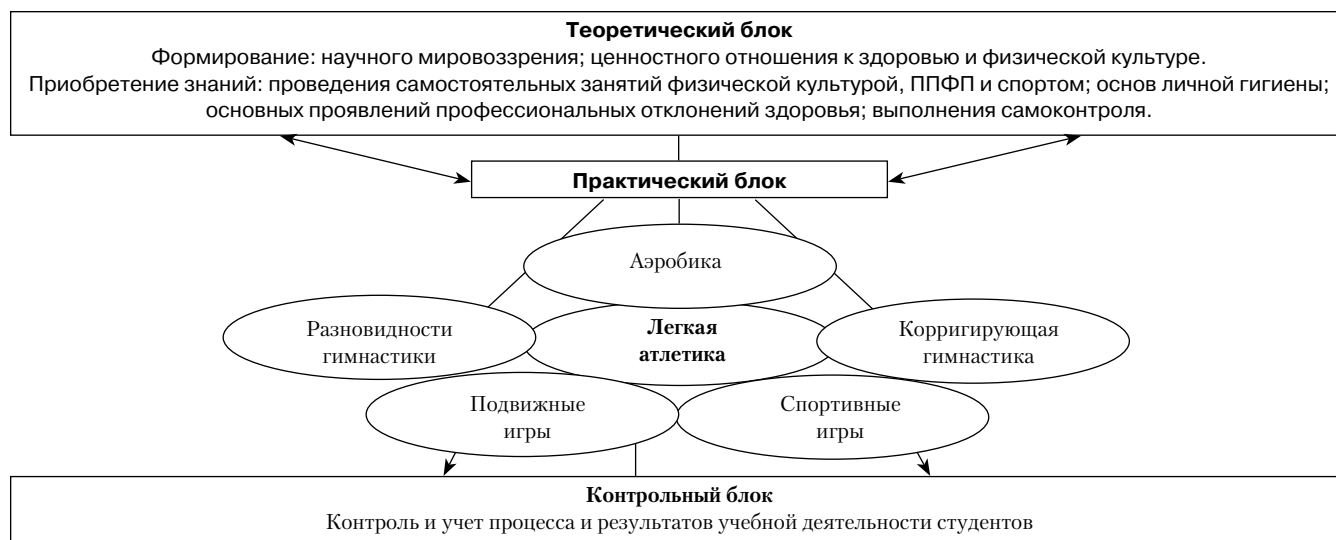 Теоретический блок
Формирование: научного мировоззрения; ценностного отношения к здоровью и физической культуре.
Приобретение знаний: проведения самостоятельных занятий физической культурой, ППФП и спортом; основ личной гигиены;
основных проявлений профессиональных отклонений здоровья; выполнения самоконтроля.
Практический блок
Аэробика
Разновидности
гимнастики
Легкая
атлетика
Корригирующая
гимнастика
Подвижные
игры
Спортивные
игры
Контрольный блок
Контроль и учет процесса и результатов учебной деятельности студентов